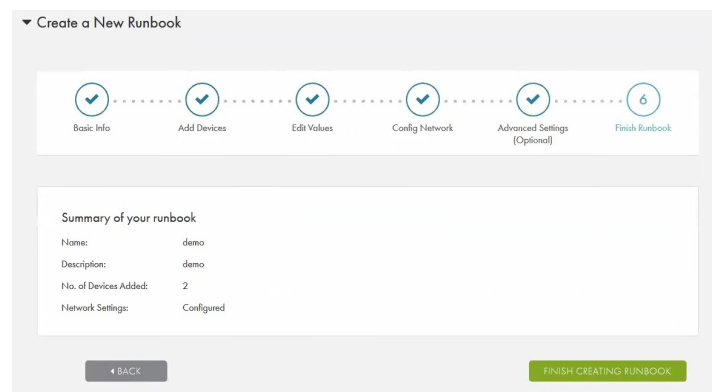 Create a New Runbook
6
Basic Info Add Devices Edit Values Config Network Advanced Settings Finish Runbook
(Optional)
Summary of your runbook
Name: demo
Description: demo
No. of Devices Added: 2
Network Settings: Configured
BACK FINISH CREATING RUNBOOK